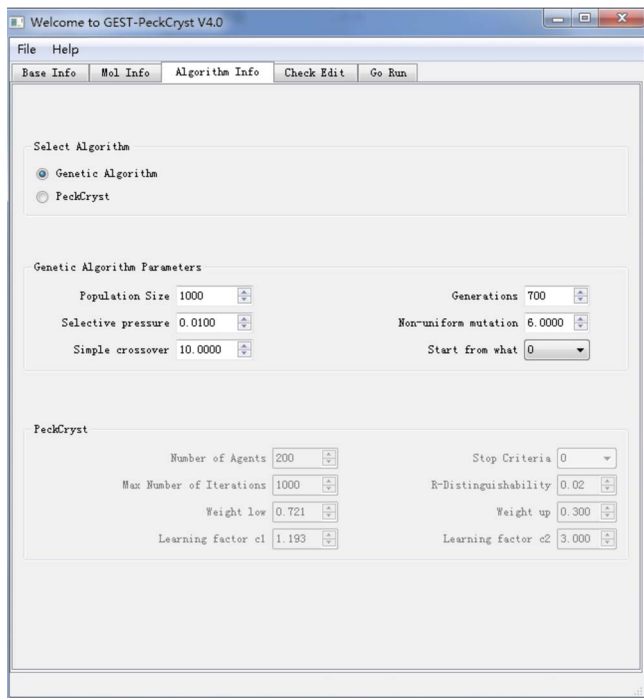 Welcome to GEST-PeckCryst V4.0
File Help
Base Info Mol Info Algorithm Info Check Edit Go Run
Select Algorithm
Genetic Algorithm
PeckCryst
Genetic Algorithm Parameters
Population Size 1000 Generations 700
Selective pressure 0.0100 Non-uniform mutation 6.0000
Simple crossover 10.0000 Start from what 0
PeckCryst
Number of Agents 200 Stop Criteria 0
Max Number of Iterations 1000 R-Distinguishability 0.02
Weight low 0.721 Weight up 0.300
Learning factor c1 1.193 Learning factor c2 3.000